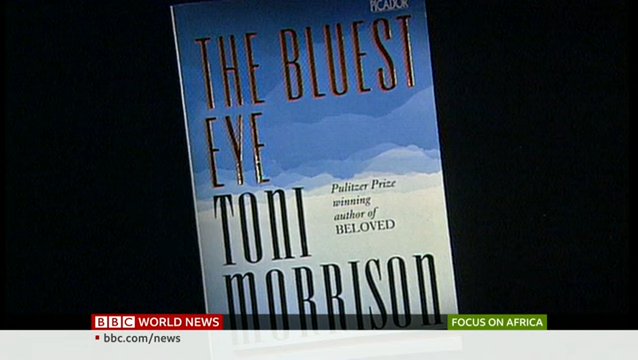 PICADOR
THE BLUEST
EYE
TONI
MORRISON
Pulitzer Prize
winning
author of
BELOVED
BBC WORLD NEWS
FOCUS ON AFRICA
bbc.com/news